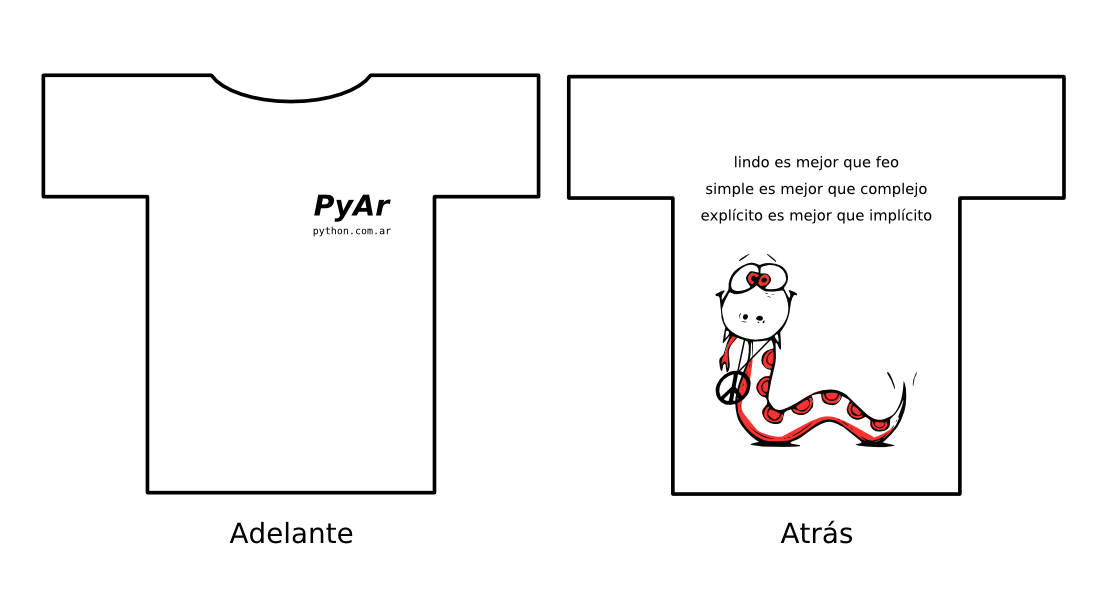 PyAr
python.com.ar
lindo es mejor que feo
simple es mejor que complejo
explícito es mejor que implícito
Adelante
Atrás